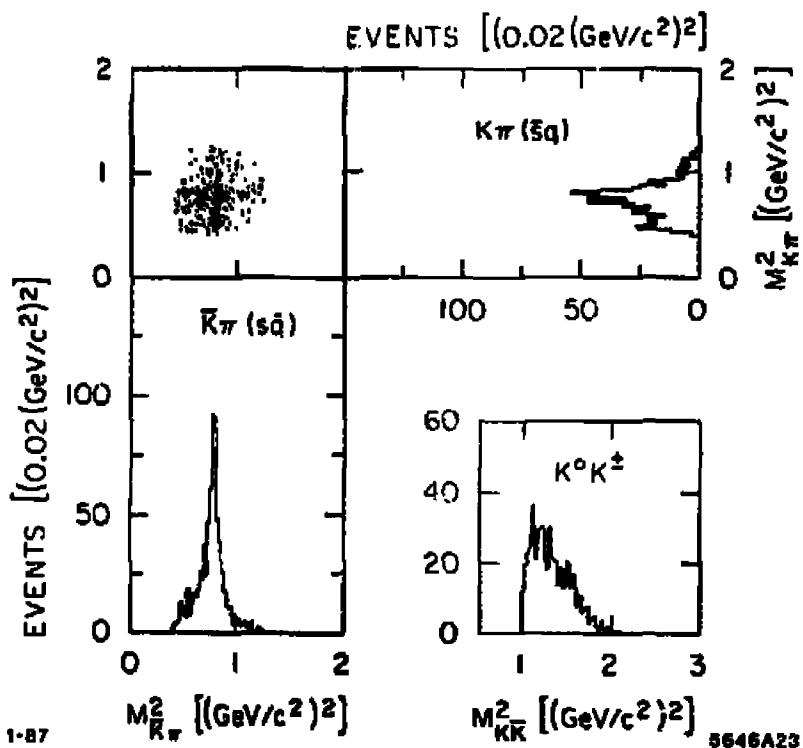 EVENTS [(0.02(GeV/c²)²]
2
1
0
Kπ (s̄q)
100
50
0
2
1
0
M²Kπ [(GeV/c²)²]
K̄π (sq̄)
EVENTS [(0.02(GeV/c²)²]
100
50
0
0
1
2
M²K̄π [(GeV/c²)²]
K⁰K±
60
40
20
0
1
2
3
M²KK̄ [(GeV/c²)²]
1-87
5646A23